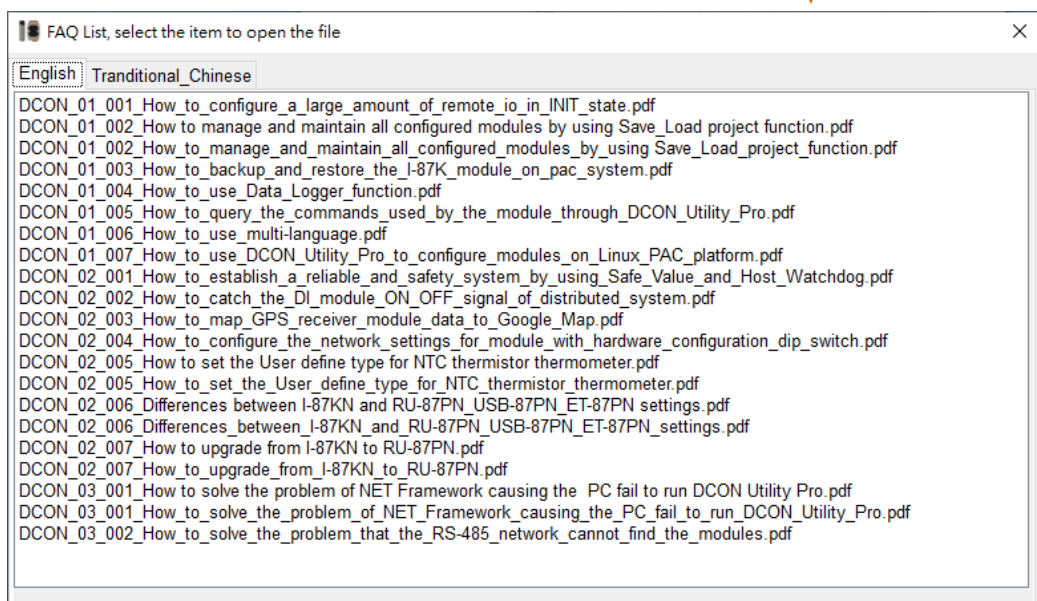 FAQ List, select the item to open the file
English Tranditional_Chinese
DCON_01_001_How_to_configure_a_large_amount_of_remote_io_in_INIT_state.pdf
DCON_01_002_How to manage and maintain all configured modules by using Save_Load project function.pdf
DCON_01_002_How_to_manage_and_maintain_all_configured_modules_by_using Save_Load_project_function.pdf
DCON_01_003_How_to_backup_and_restore_the_I-87K_module_on_pac_system.pdf
DCON_01_004_How_to_use_Data_Logger_function.pdf
DCON_01_005_How_to_query_the_commands_used_by_the_module_through_DCON_Utility_Pro.pdf
DCON_01_006_How_to_use_multi-language.pdf
DCON_01_007_How_to_use_DCON_Utility_Pro_to_configure_modules_on_Linux_PAC_platform.pdf
DCON_02_001_How_to_establish_a_reliable_and_safety_system_by_using_Safe_Value_and_Host_Watchdog.pdf
DCON_02_002_How_to_catch_the_DI_module_ON_OFF_signal_of_distributed_system.pdf
DCON_02_003_How_to_map_GPS_receiver_module_data_to_Google_Map.pdf
DCON_02_004_How_to_configure_the_network_settings_for_module_with_hardware_configuration_dip_switch.pdf
DCON_02_005_How to set the User define type for NTC thermistor thermometer.pdf
DCON_02_005_How_to_set_the_User_define_type_for_NTC_thermistor_thermometer.pdf
DCON_02_006_Differences between I-87KN and RU-87PN_USB-87PN_ET-87PN settings.pdf
DCON_02_006_Differences_between_I-87KN_and_RU-87PN_USB-87PN_ET-87PN_settings.pdf
DCON_02_007_How to upgrade from I-87KN to RU-87PN.pdf
DCON_02_007_How_to_upgrade_from_I-87KN_to_RU-87PN.pdf
DCON_03_001_How to solve the problem of NET Framework causing the  PC fail to run DCON Utility Pro.pdf
DCON_03_001_How_to_solve_the_problem_of_NET_Framework_causing_the_PC_fail_to_run_DCON_Utility_Pro.pdf
DCON_03_002_How_to_solve_the_problem_that_the_RS-485_network_cannot_find_the_modules.pdf